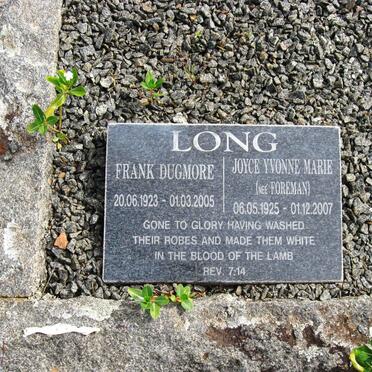 LONG
FRANK DUGMORE
20.06.1923 - 01.03.2005
JOYCE YVONNE MARIE
(NEE FOREMAN)
06.05.1925 - 01.12.2007
GONE TO GLORY HAVING WASHED
THEIR ROBES AND MADE THEM WHITE
IN THE BLOOD OF THE LAMB
REV. 7:14